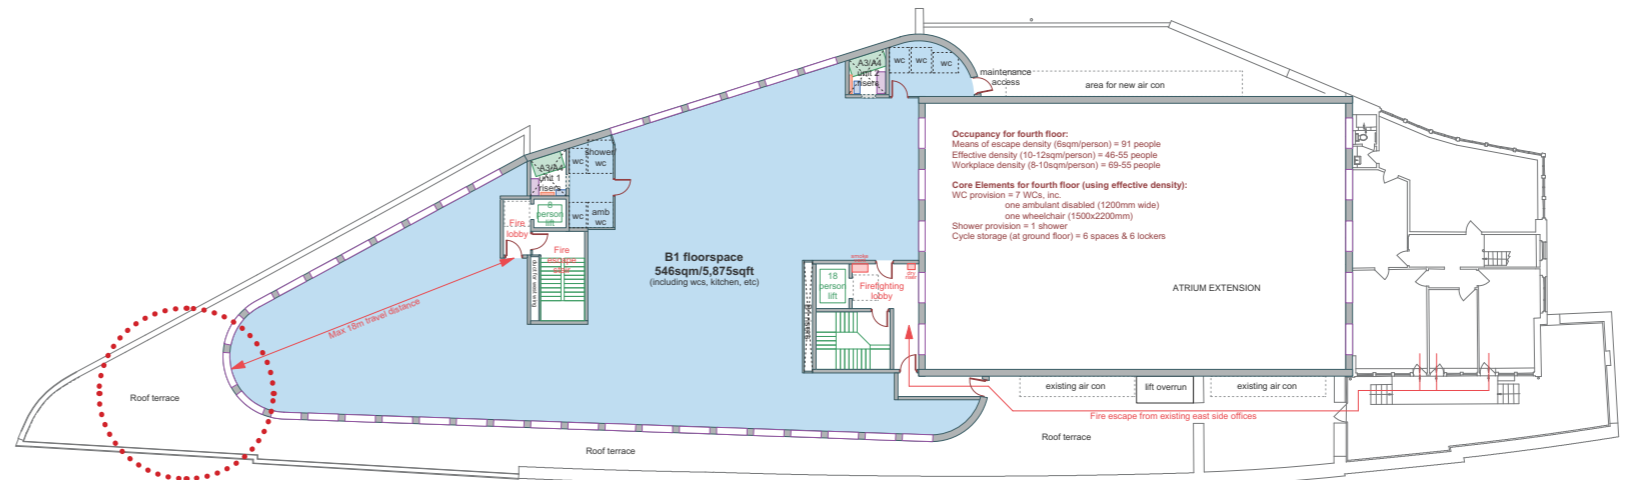 A3/A4
unit 2
risers
wc
wc
wc
maintenance
access
area for new air con
Occupancy for fourth floor:
Means of escape density (6sqm/person) = 91 people
Effective density (10-12sqm/person) = 46-55 people
Workplace density (8-10sqm/person) = 69-55 people
Core Elements for fourth floor (using effective density):
WC provision = 7 WCs, inc.
one ambulant disabled (1200mm wide)
one wheelchair (1500x2200mm)
Shower provision = 1 shower
Cycle storage (at ground floor) = 6 spaces & 6 lockers
A3/A4
unit 1
risers
wc
shower
wc
8
person
lift
wc
amb
wc
Fire
lobby
Fire
escape
stair
duct for west wing
B1 floorspace
546sqm/5,875sqft
(including wcs, kitchen, etc)
smoke
18
person
lift
Firefighting
lobby
ATRIUM EXTENSION
Max 18m travel distance
existing air con
lift overrun
existing air con
Fire escape from existing east side offices
Roof terrace
Roof terrace
Roof terrace